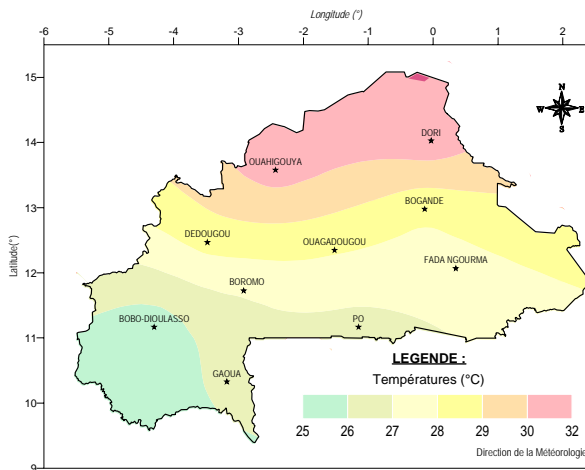 Longitude (°)
-6 -5 -4 -3 -2 -1 0 1 2
15
N
W E
S
14
DORI
OUAHIGOUYA
13
BOGANDE
DEDOUGOU
OUAGADOUGOU
Latitude(°)
FADA NGOURMA
12
BOROMO
BOBO-DIOULASSO
PO
11
LEGENDE :
GAOUA
Températures (°C)
10
25 26 27 28 29 30 32
Direction de la Météorologie
9